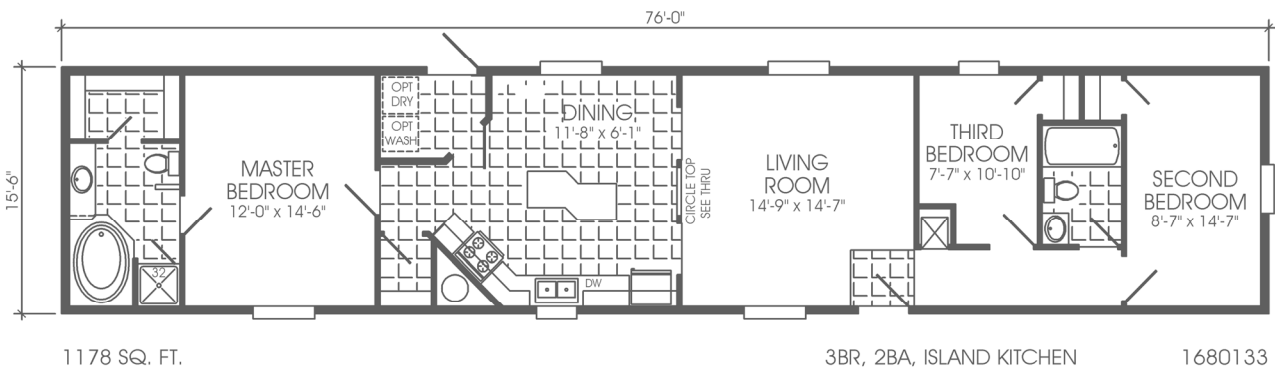 76'-0"
15'-6"
OPT
DRY
OPT
WASH
DINING
11'-8" x 6'-1"
MASTER
BEDROOM
12'-0" x 14'-6"
CIRCLE TOP
SEE THRU
LIVING
ROOM
14'-9" x 14'-7"
THIRD
BEDROOM
7'-7" x 10'-10"
SECOND
BEDROOM
8'-7" x 14'-7"
32
DW
1178 SQ. FT.
3BR, 2BA, ISLAND KITCHEN
1680133